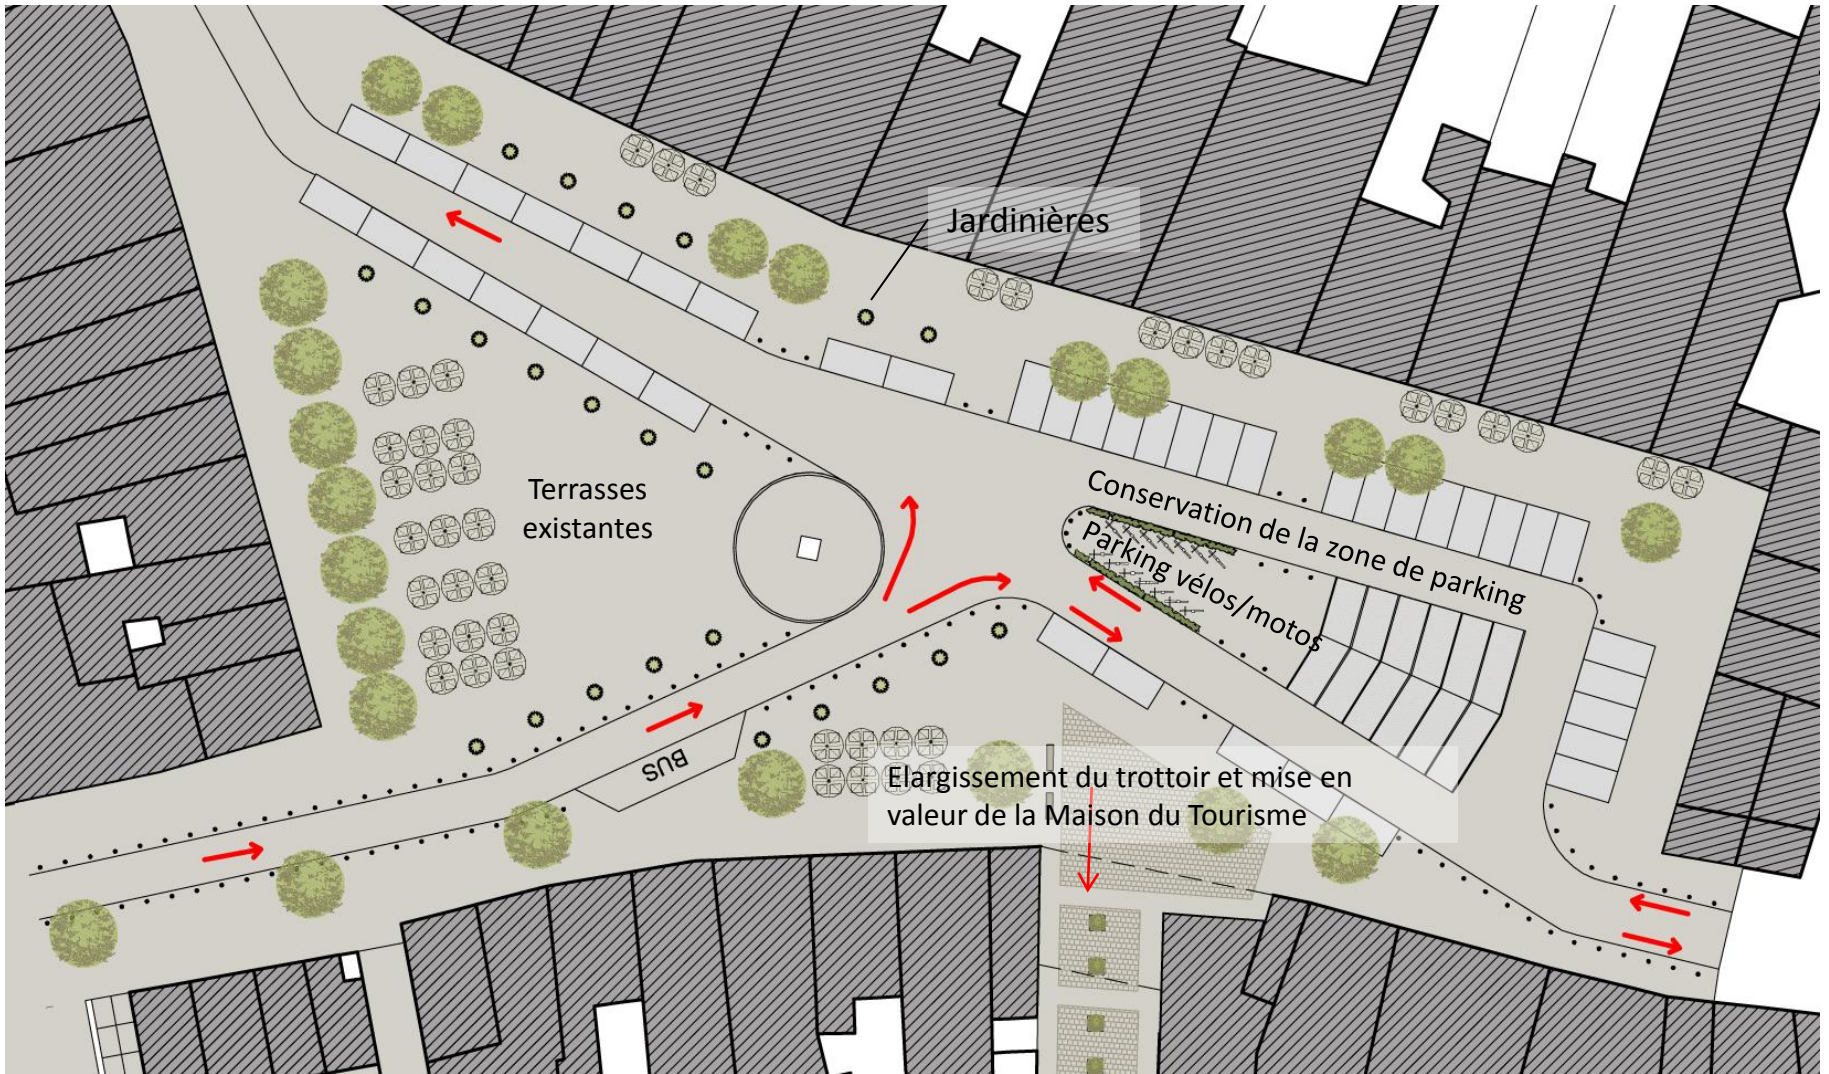 Jardinières
Terrasses
existantes
Conservation de la zone de parking
Parking vélos/motos
BUS
Elargissement du trottoir et mise en
valeur de la Maison du Tourisme